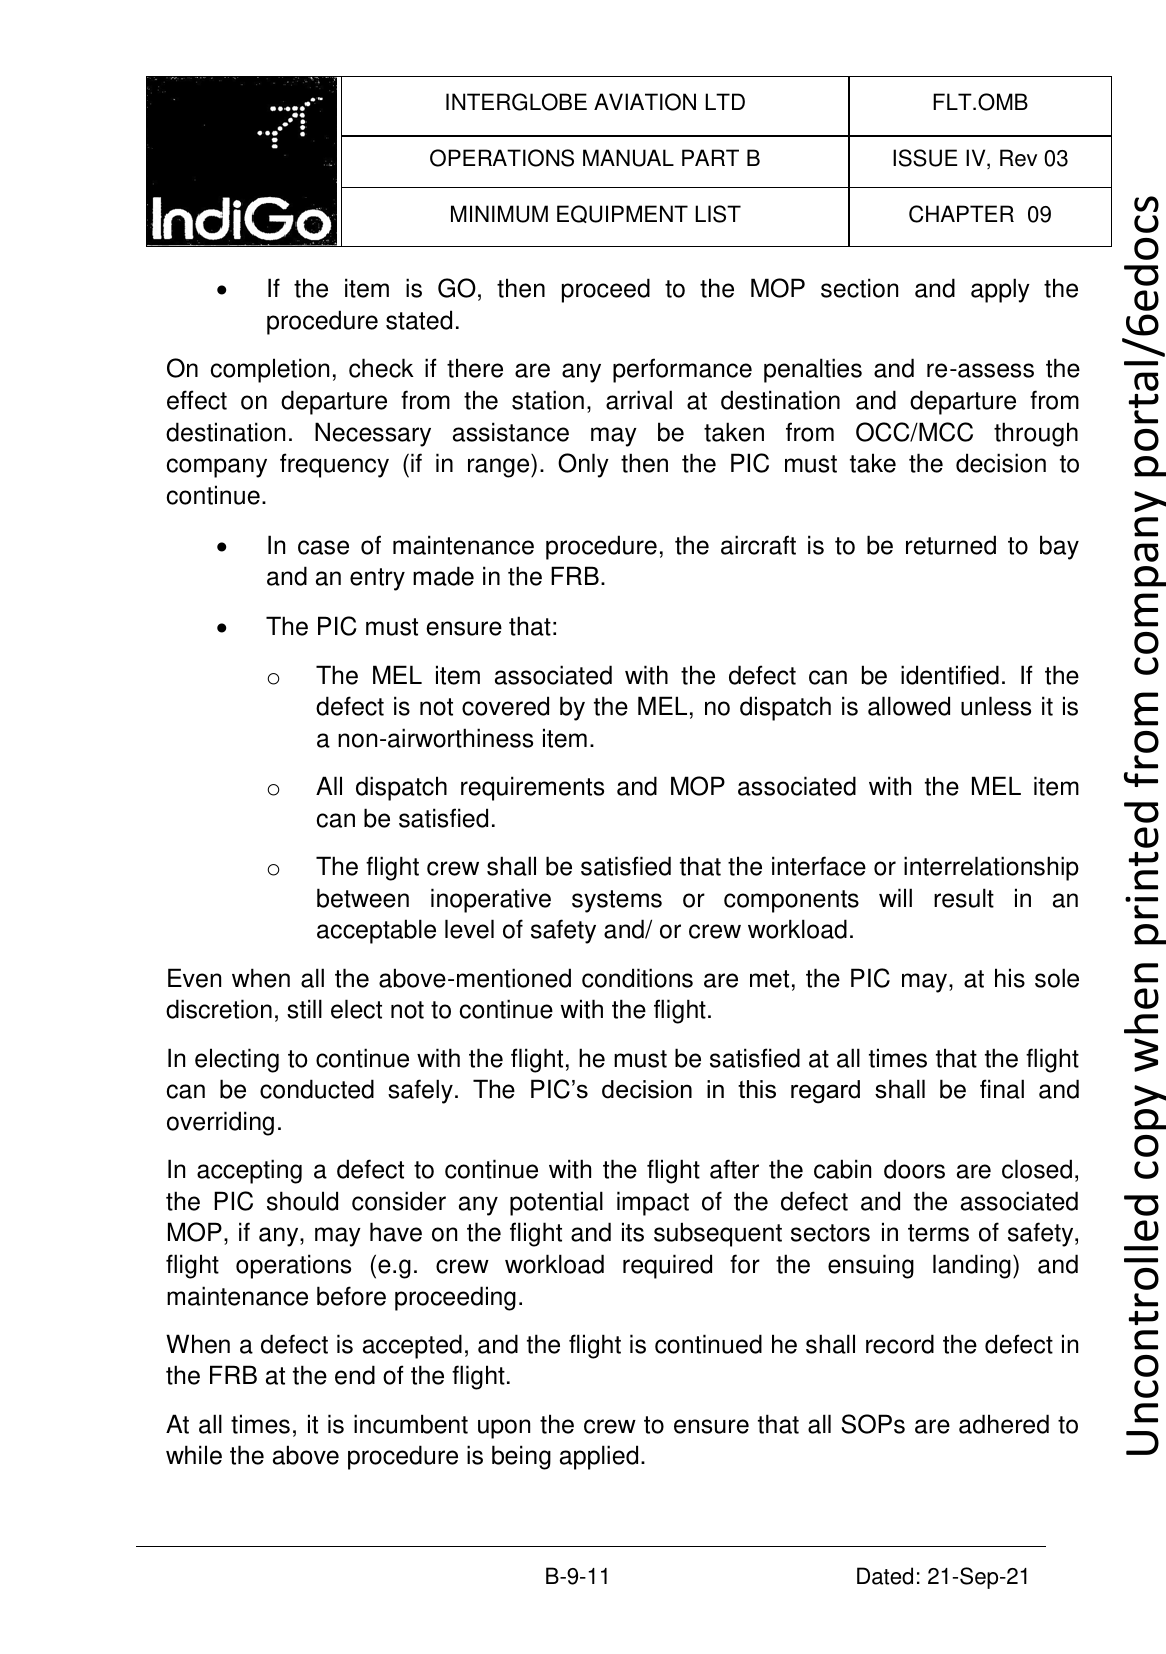 IndiGo
INTERGLOBE AVIATION LTD
FLT.OMB
OPERATIONS MANUAL PART B
ISSUE IV, Rev 03
MINIMUM EQUIPMENT LIST
CHAPTER 09
• If the item is GO, then proceed to the MOP section and apply the
procedure stated.
On completion, check if there are any performance penalties and re-assess the
effect on departure from the station, arrival at destination and departure from
destination. Necessary assistance may be taken from OCC/MCC through
company frequency (if in range). Only then the PIC must take the decision to
continue.
• In case of maintenance procedure, the aircraft is to be returned to bay
and an entry made in the FRB.
• The PIC must ensure that:
o The MEL item associated with the defect can be identified. If the
defect is not covered by the MEL, no dispatch is allowed unless it is
a non-airworthiness item.
o All dispatch requirements and MOP associated with the MEL item
can be satisfied.
o The flight crew shall be satisfied that the interface or interrelationship
between inoperative systems or components will result in an
acceptable level of safety and/ or crew workload.
Even when all the above-mentioned conditions are met, the PIC may, at his sole
discretion, still elect not to continue with the flight.
In electing to continue with the flight, he must be satisfied at all times that the flight
can be conducted safely. The PIC’s decision in this regard shall be final and
overriding.
In accepting a defect to continue with the flight after the cabin doors are closed,
the PIC should consider any potential impact of the defect and the associated
MOP, if any, may have on the flight and its subsequent sectors in terms of safety,
flight operations (e.g. crew workload required for the ensuing landing) and
maintenance before proceeding.
When a defect is accepted, and the flight is continued he shall record the defect in
the FRB at the end of the flight.
At all times, it is incumbent upon the crew to ensure that all SOPs are adhered to
while the above procedure is being applied.
B-9-11
Dated: 21-Sep-21
Uncontrolled copy when printed from company portal/6edocs